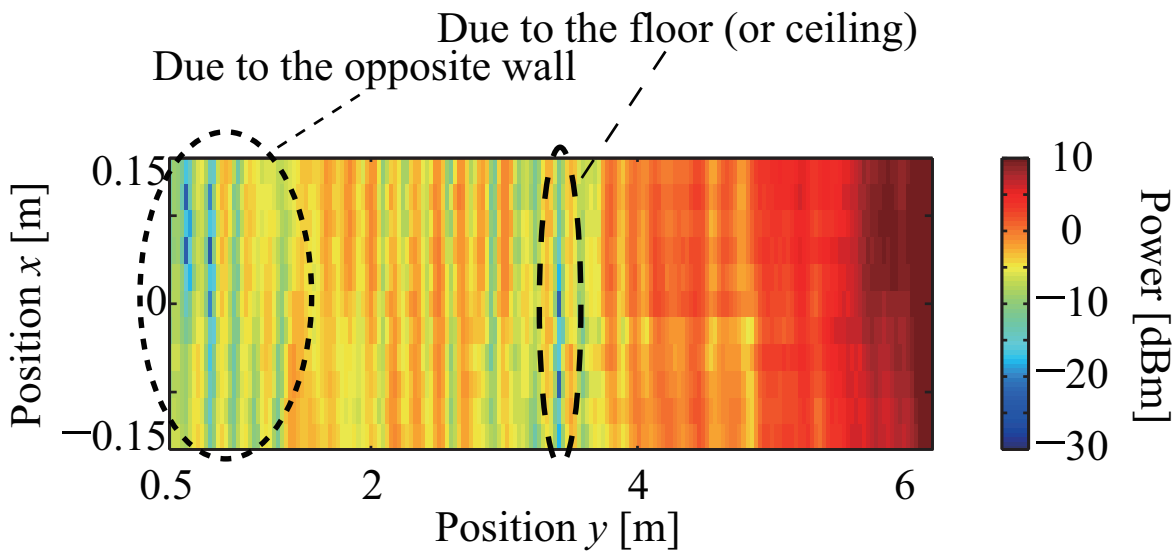 Due to the floor (or ceiling)
Due to the opposite wall
0.15
0
−0.15
Position x [m]
0.5
2
4
6
Position y [m]
10
0
−10
−20
−30
Power [dBm]